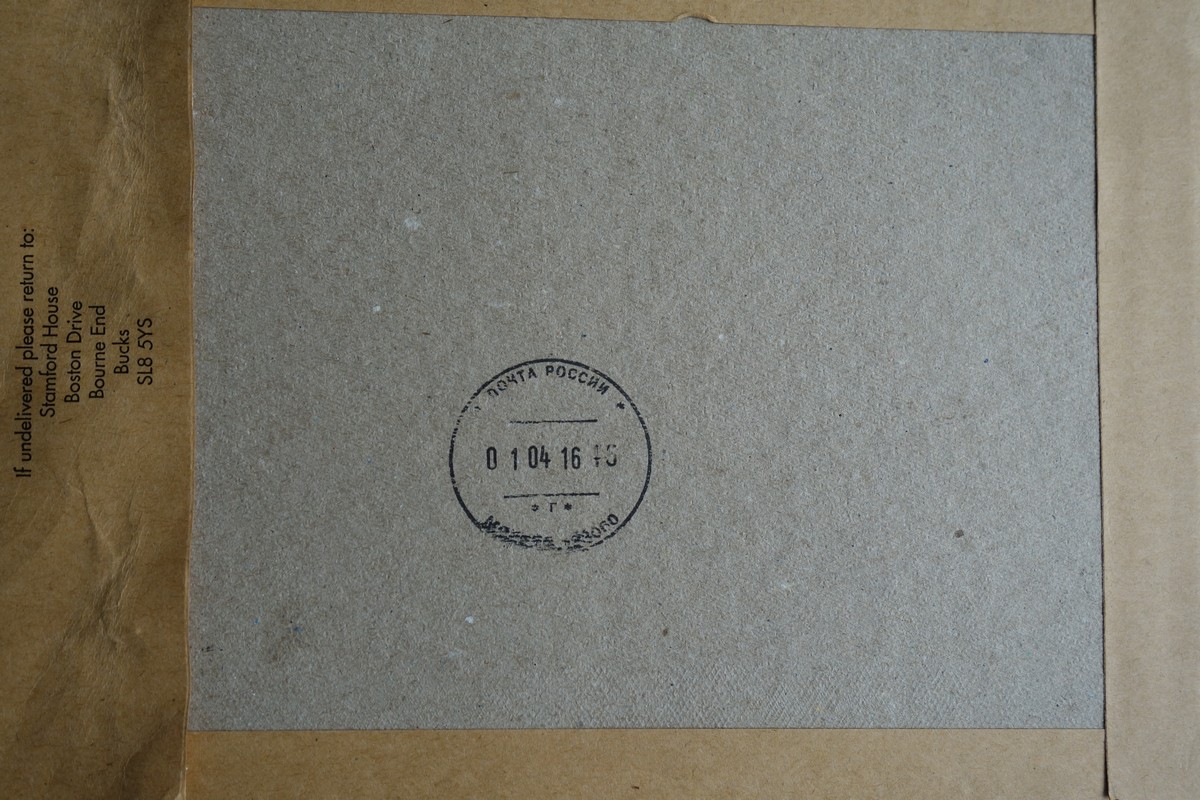 If undelivered please return to:
Stamford House
Boston Drive
Bourne End
Bucks
SL8 5YS
ПОЧТА РОССИИ *
01 04 16
* Г *